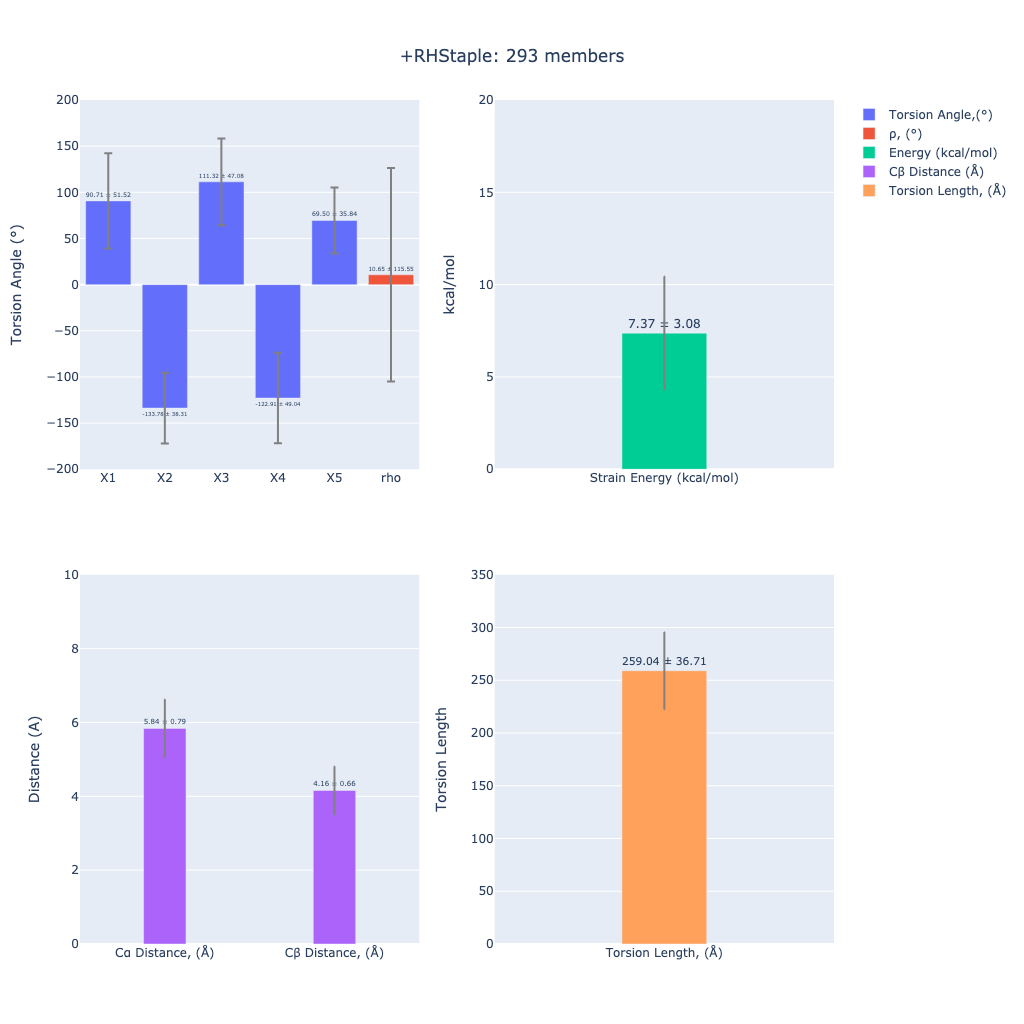 +RHStaple: 293 members
Torsion Angle (°)
200
150
100
50
0
−50
−100
−150
−200
90.71 ± 51.52
-133.78 ± 38.31
111.32 ± 47.08
-122.91 ± 49.04
69.50 ± 35.84
10.65 ± 115.55
X1
X2
X3
X4
X5
rho
kcal/mol
20
15
10
5
0
7.37 ± 3.08
Strain Energy (kcal/mol)
Torsion Angle,(°)
ρ, (°)
Energy (kcal/mol)
Cβ Distance (Å)
Torsion Length, (Å)
Distance (A)
10
8
6
4
2
0
5.84 ± 0.79
4.16 ± 0.66
Cα Distance, (Å)
Cβ Distance, (Å)
Torsion Length
350
300
250
200
150
100
50
0
259.04 ± 36.71
Torsion Length, (Å)